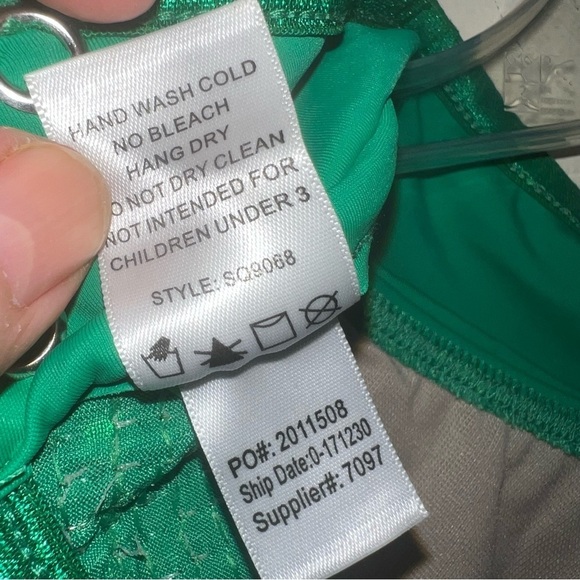 HAND WASH COLD
NO BLEACH
HANG DRY
O NOT DRY CLEAN
NOT INTENDED FOR
CHILDREN UNDER 3
STYLE: SQ9068
PO#: 2011508
Ship Date:0-171230
Supplier#: 7097